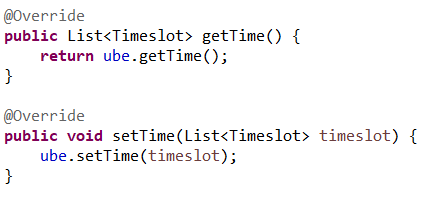 @Override
public List<Timeslot> getTime() {
    return ube.getTime();
}
@Override
public void setTime(List<Timeslot> timeslot) {
    ube.setTime(timeslot);
}